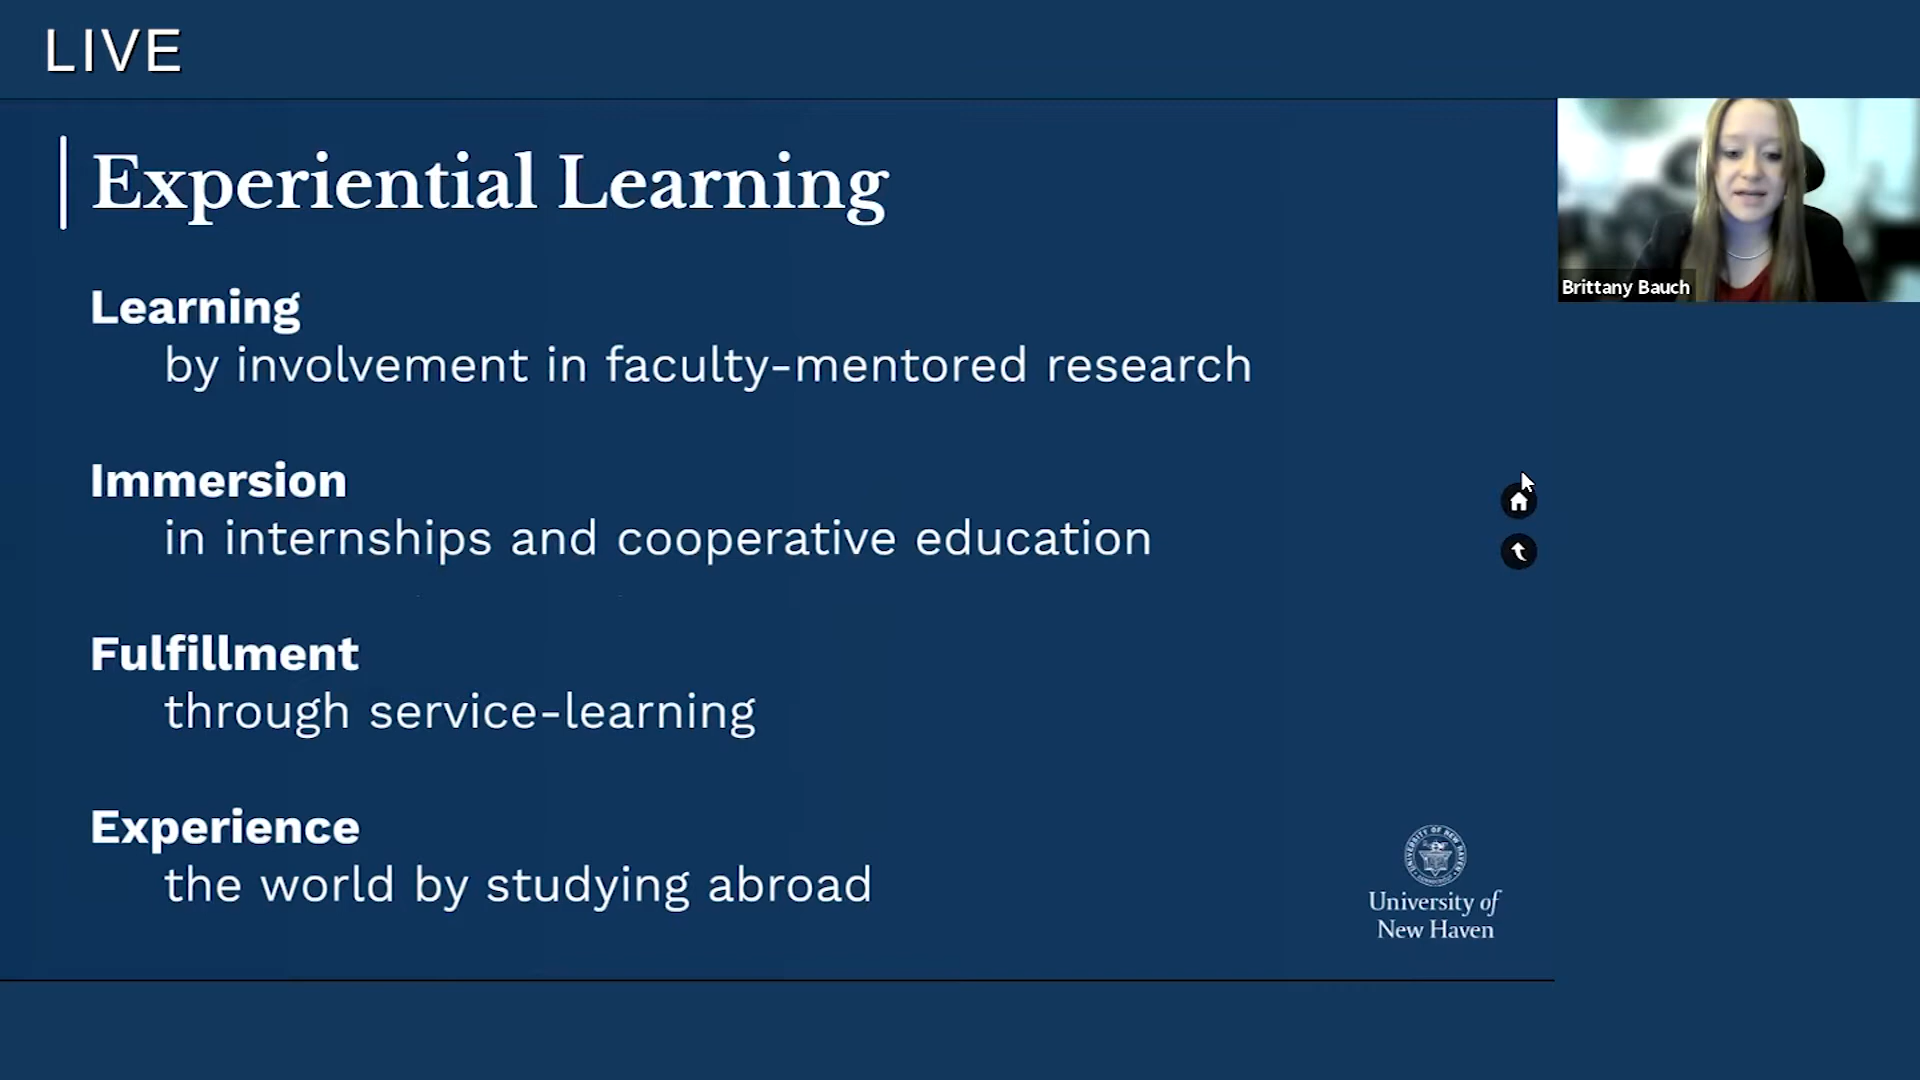 LIVE
Experiential Learning
Brittany Bauch
Learning
by involvement in faculty-mentored research
Immersion
in internships and cooperative education
Fulfillment
through service-learning
Experience
the world by studying abroad
University of
New Haven